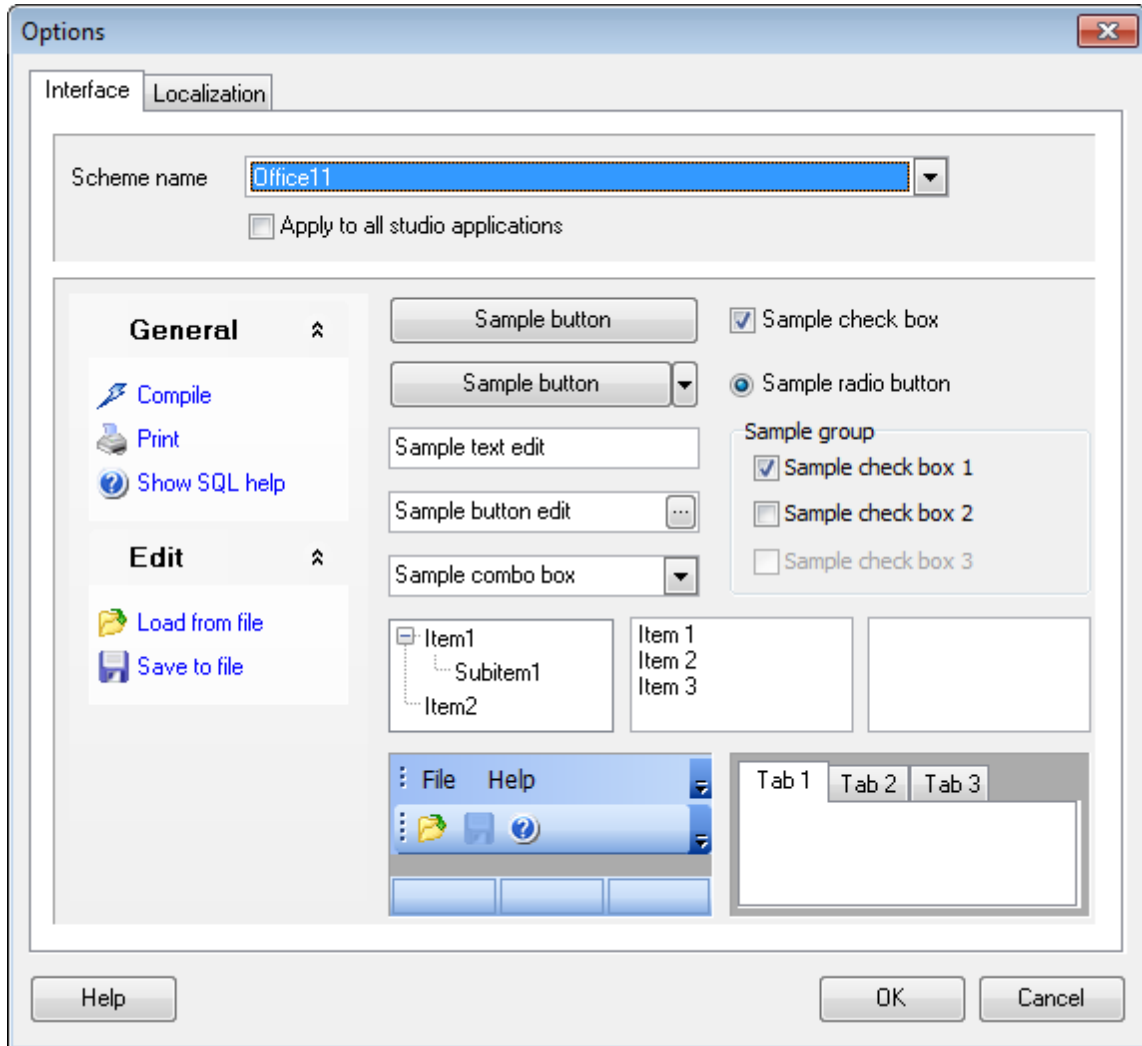 Options
Interface
Localization
Scheme name
Office11
Apply to all studio applications
General
Compile
Print
Show SQL help
Edit
Load from file
Save to file
Sample button
Sample check box
Sample button
Sample radio button
Sample text edit
Sample group
Sample check box 1
Sample button edit
...
Sample check box 2
Sample combo box
Sample check box 3
Item1
Subitem1
Item2
Item 1
Item 2
Item 3
File Help
Tab 1 Tab 2 Tab 3
Help
OK
Cancel